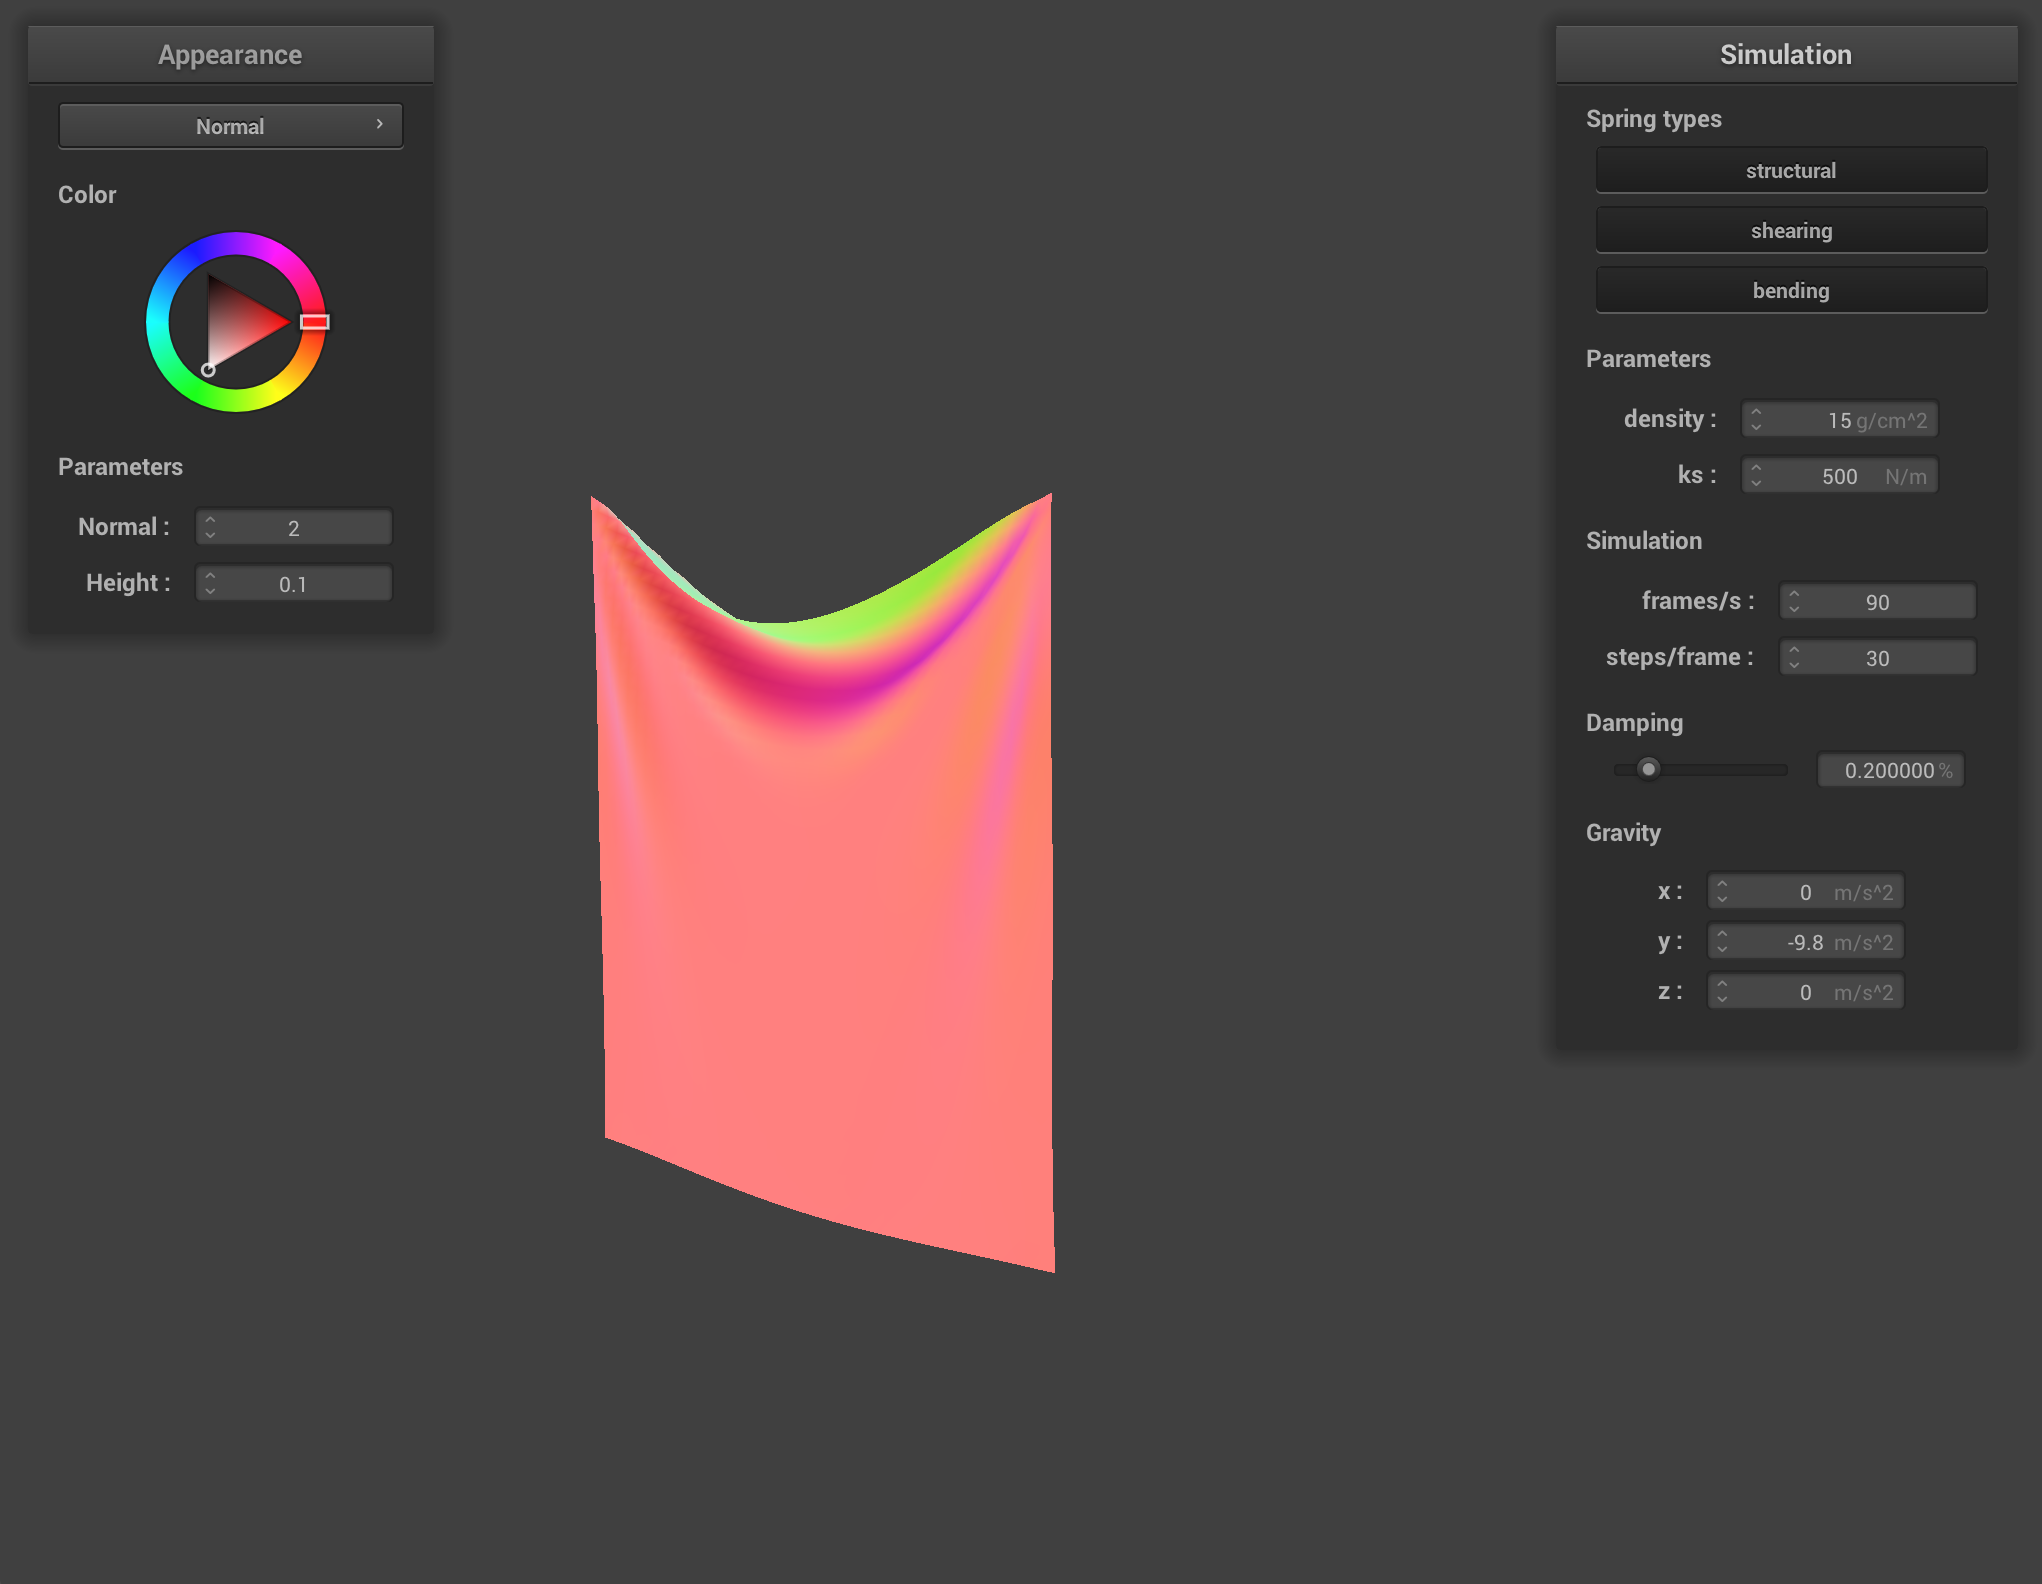 Appearance
Normal
Color
Parameters
Normal : 2
Height : 0.1
Simulation
Spring types
structural
shearing
bending
Parameters
density : 15 g/cm^2
ks : 500 N/m
Simulation
frames/s : 90
steps/frame : 30
Damping
0.200000 %
Gravity
x : 0 m/s^2
y : -9.8 m/s^2
z : 0 m/s^2